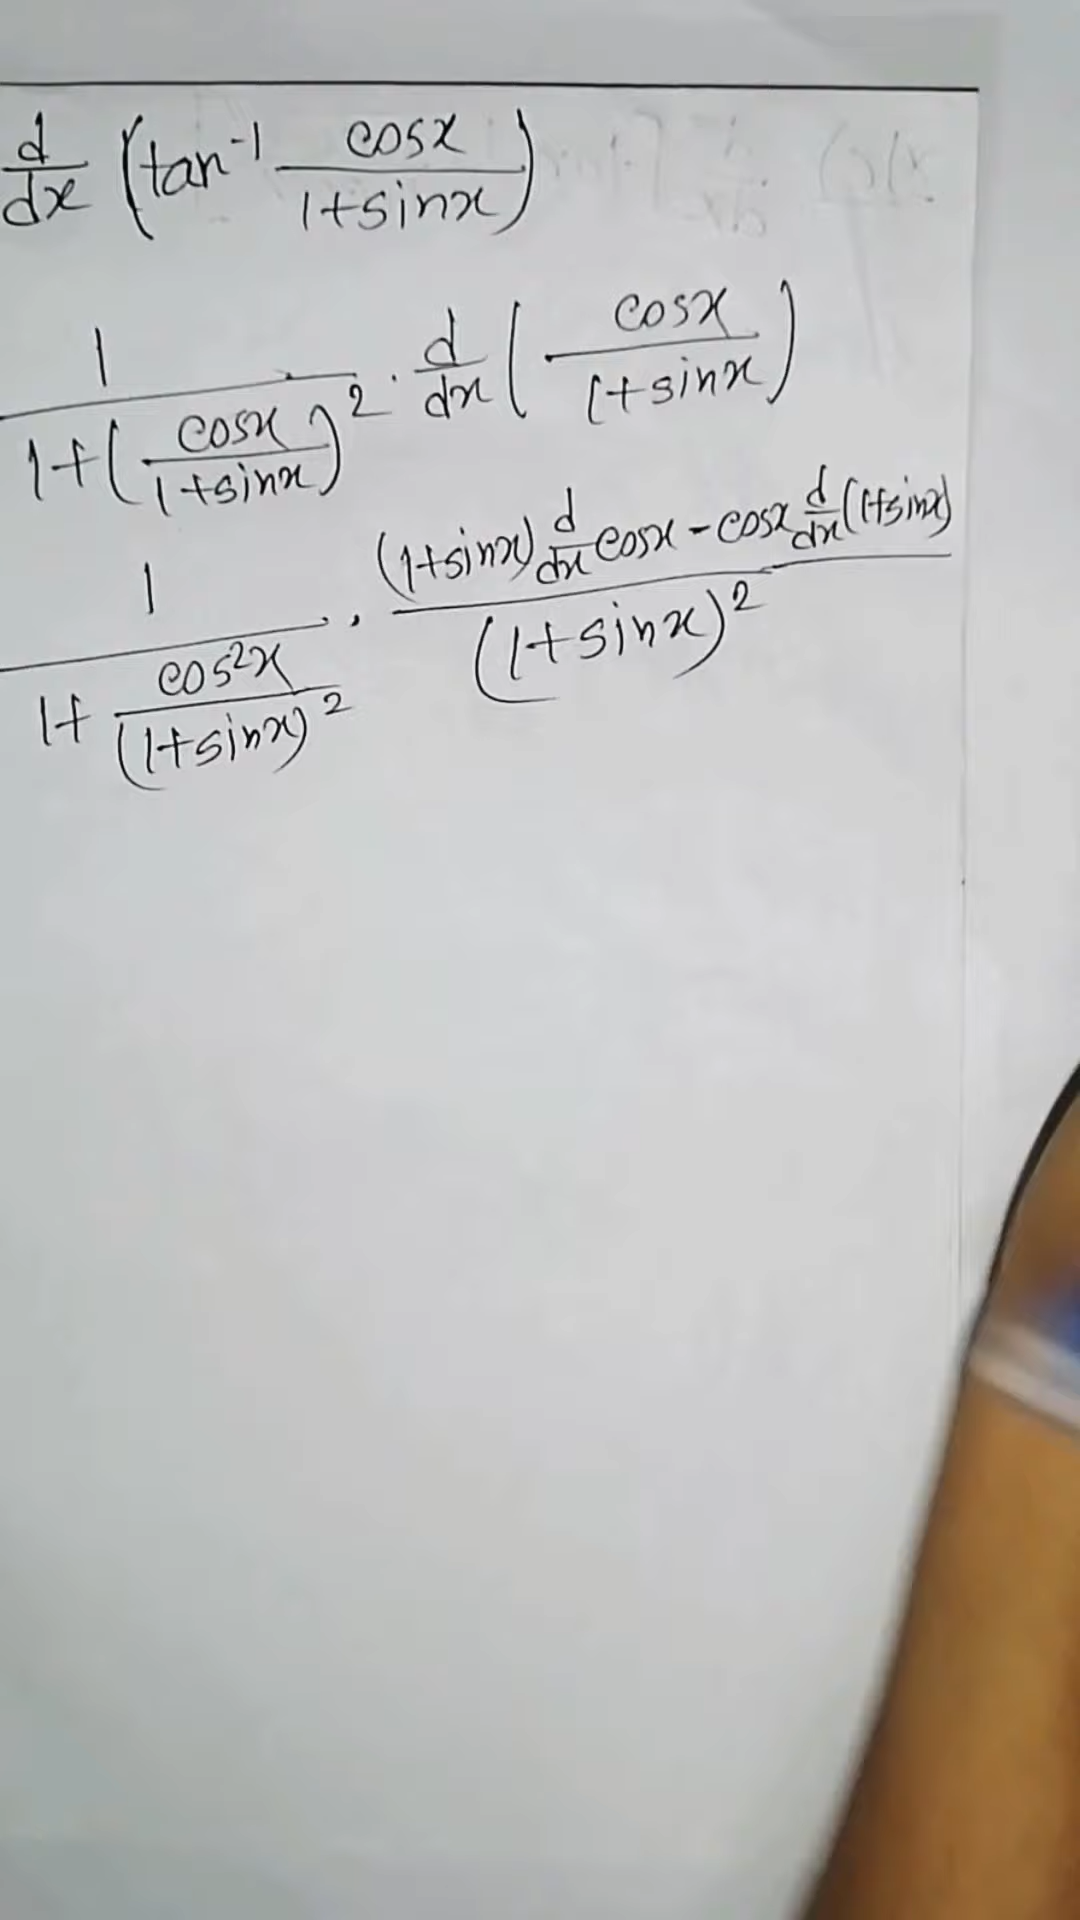 d/dx (tan⁻¹ cosx/(1+sinx))
1/(1+(cosx/(1+sinx))²) · d/dx (cosx/(1+sinx))
1/(1+cos²x/(1+sinx)²) · ((1+sinx) d/dx cosx - cosx d/dx (1+sinx))/(1+sinx)²